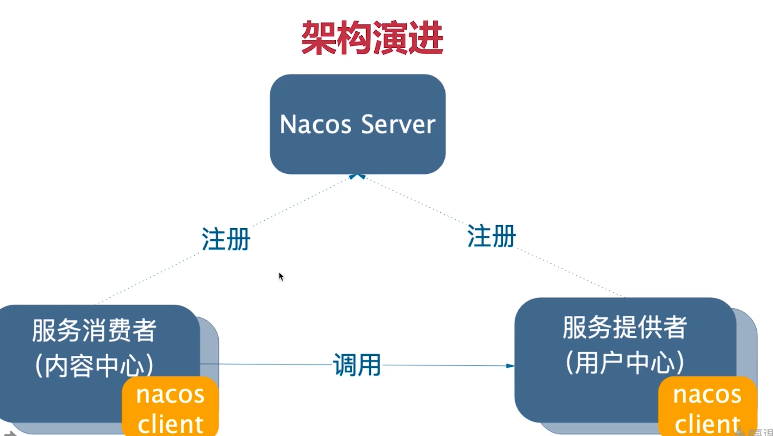 架构演进
Nacos Server
注册
注册
服务消费者
（内容中心）
调用
服务提供者
（用户中心）
nacos
client
nacos
client